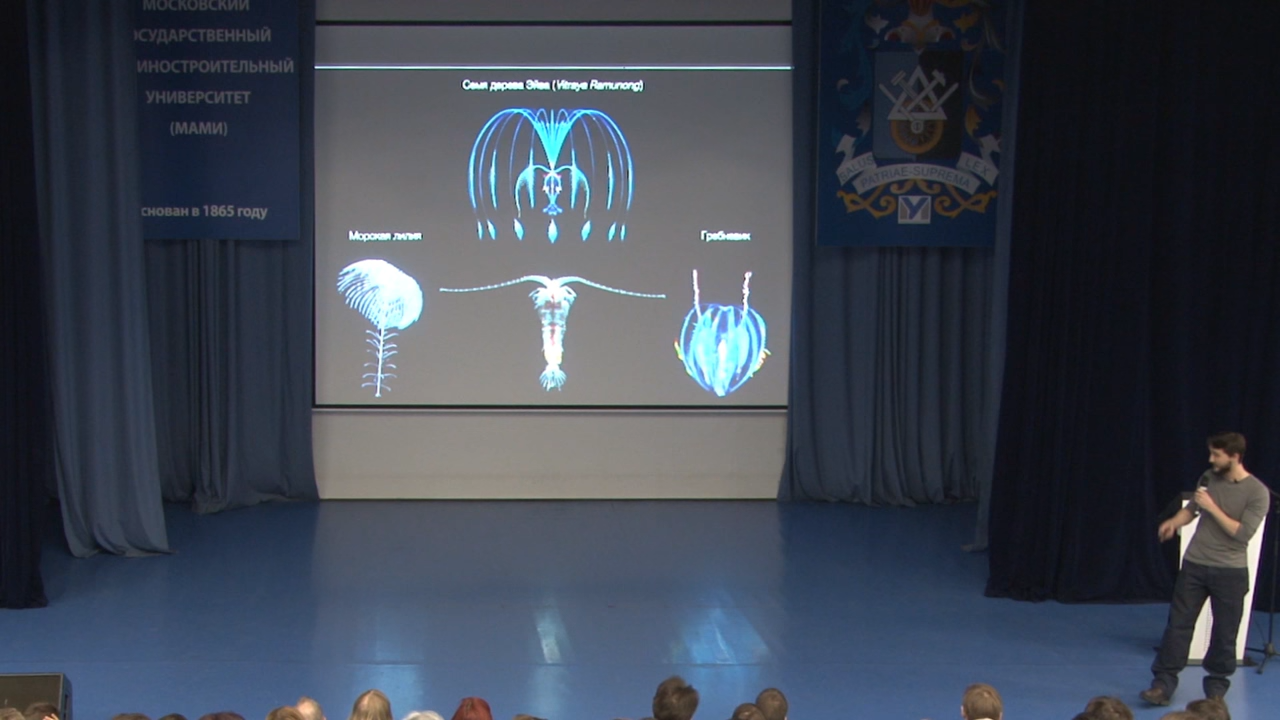 МОСКОВСКИЙ
ОСУДАРСТВЕННЫЙ
ИНОСТРОИТЕЛЬНЫЙ
УНИВЕРСИТЕТ
(МАМИ)
снован в 1865 году
Семя дерева Эйва (Vitraya Ramunong)
Морская лилия
Гребневик
SALUS
PATRIAE-SUPREMA
LEX